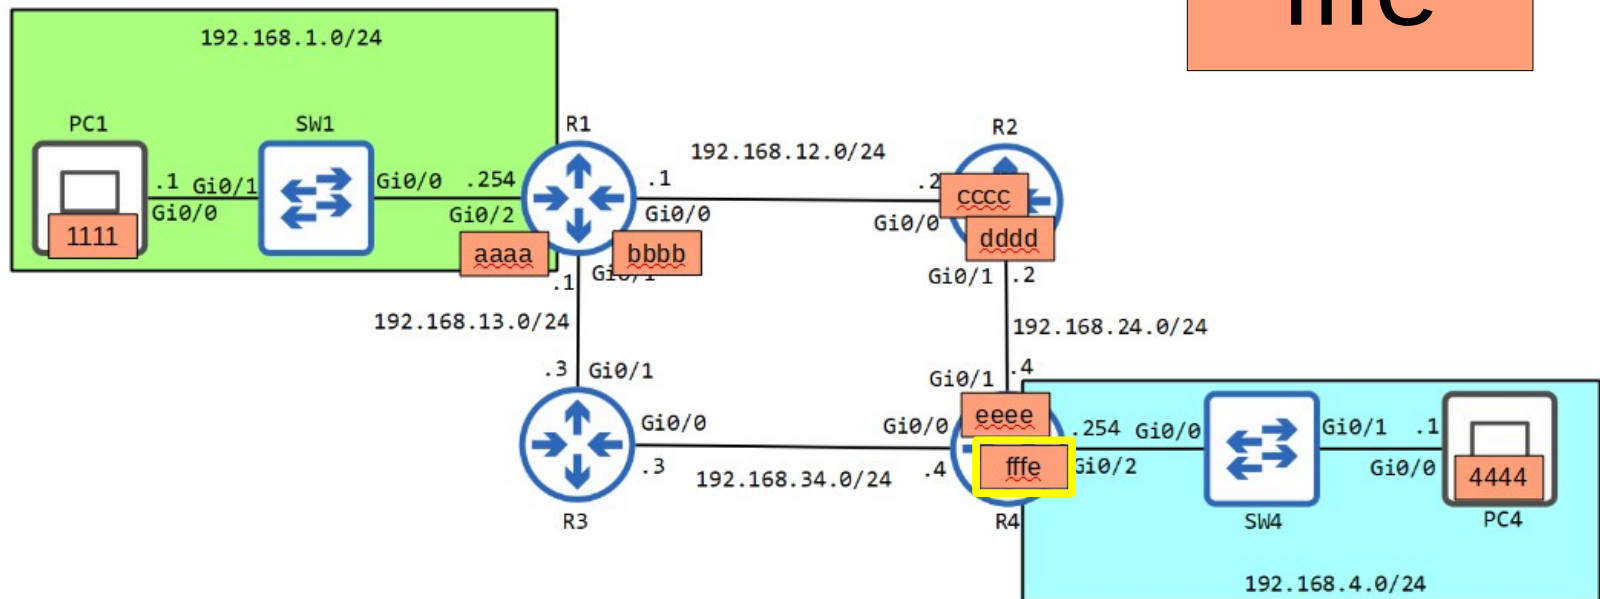 fffe
192.168.1.0/24
PC1
SW1
R1
R2
192.168.12.0/24
.1
Gi0/1
Gi0/0
.254
.1
.2
Gi0/0
Gi0/2
Gi0/0
Gi0/0
cccc
1111
aaaa
bbbb
dddd
.1
Gi0/1
Gi0/1
.2
192.168.13.0/24
192.168.24.0/24
.3
Gi0/1
Gi0/1
.4
Gi0/0
Gi0/0
eeee
.254
Gi0/0
Gi0/1
.1
.3
192.168.34.0/24
.4
fffe
Gi0/2
Gi0/0
4444
R3
R4
SW4
PC4
192.168.4.0/24